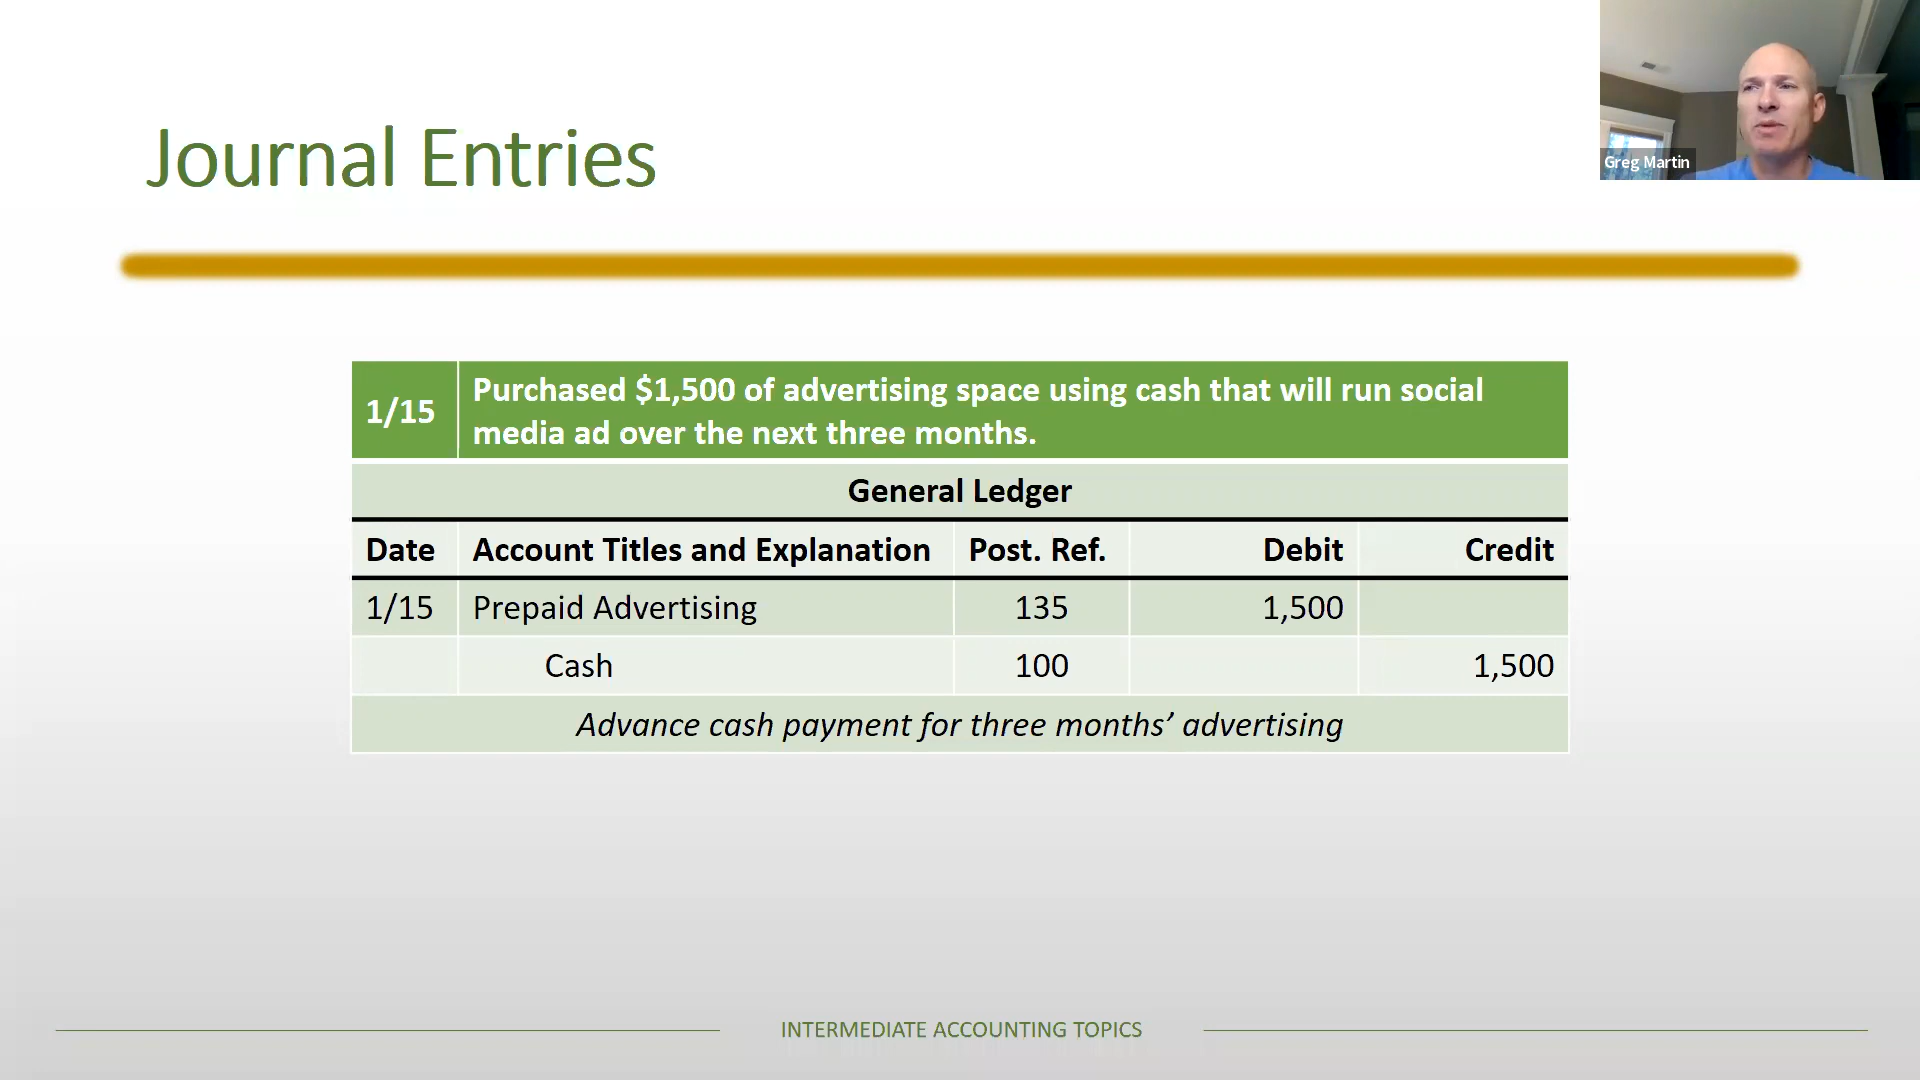 Journal Entries
Greg Martin
1/15
Purchased $1,500 of advertising space using cash that will run social
media ad over the next three months.
General Ledger
Date Account Titles and Explanation Post. Ref. Debit Credit
1/15 Prepaid Advertising 135 1,500
Cash 100 1,500
Advance cash payment for three months’ advertising
INTERMEDIATE ACCOUNTING TOPICS